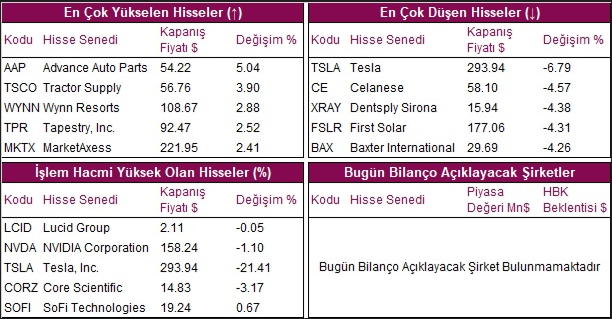 En Çok Yükselen Hisseler (↑)
Kodu Hisse Senedi Kapanış Fiyatı $ Değişim %
AAP Advance Auto Parts 54.22 5.04
TSCO Tractor Supply 56.76 3.90
WYNN Wynn Resorts 108.67 2.88
TPR Tapestry, Inc. 92.47 2.52
MKTX MarketAxess 221.95 2.41
En Çok Düşen Hisseler (↓)
Kodu Hisse Senedi Kapanış Fiyatı $ Değişim %
TSLA Tesla 293.94 -6.79
CE Celanese 58.10 -4.57
XRAY Dentsply Sirona 15.94 -4.38
FSLR First Solar 177.06 -4.31
BAX Baxter International 29.69 -4.26
İşlem Hacmi Yüksek Olan Hisseler (%)
Kodu Hisse Senedi Kapanış Fiyatı $ Değişim %
LCID Lucid Group 2.11 -0.05
NVDA NVIDIA Corporation 158.24 -1.10
TSLA Tesla, Inc. 293.94 -21.41
CORZ Core Scientific 14.83 -3.17
SOFI SoFi Technologies 19.24 0.67
Bugün Bilanço Açıklayacak Şirketler
Kodu Hisse Senedi Piyasa Değeri Mn$ HBK Beklentisi $
Bugün Bilanço Açıklayacak Şirket Bulunmamaktadır